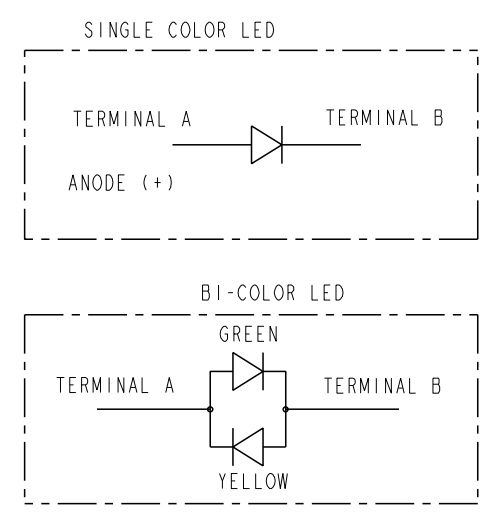 SINGLE COLOR LED
TERMINAL A
TERMINAL B
ANODE (+)
BI-COLOR LED
GREEN
TERMINAL A
TERMINAL B
YELLOW